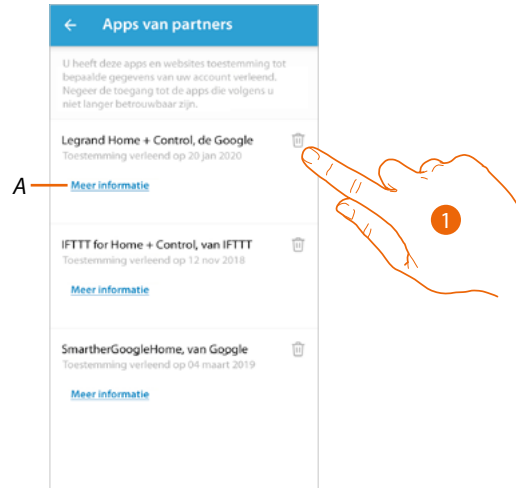 Apps van partners
U heeft deze apps en websites toestemming tot
bepaalde gegevens van uw account verleend.
Negeer de toegang tot de apps die volgens u
niet langer betrouwbaar zijn.
Legrand Home + Control, de Google
Toestemming verleend op 20 jan 2020
A
Meer informatie
1
IFTTT for Home + Control, van IFTTT
Toestemming verleend op 12 nov 2018
Meer informatie
SmartherGoogleHome, van Google
Toestemming verleend op 04 maart 2019
Meer informatie